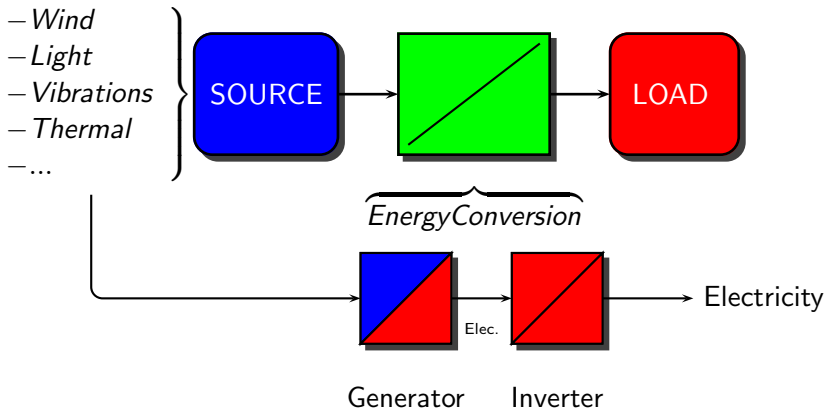 –Wind
–Light
–Vibrations
–Thermal
–...
SOURCE
LOAD
EnergyConversion
Elec.
Electricity
Generator
Inverter